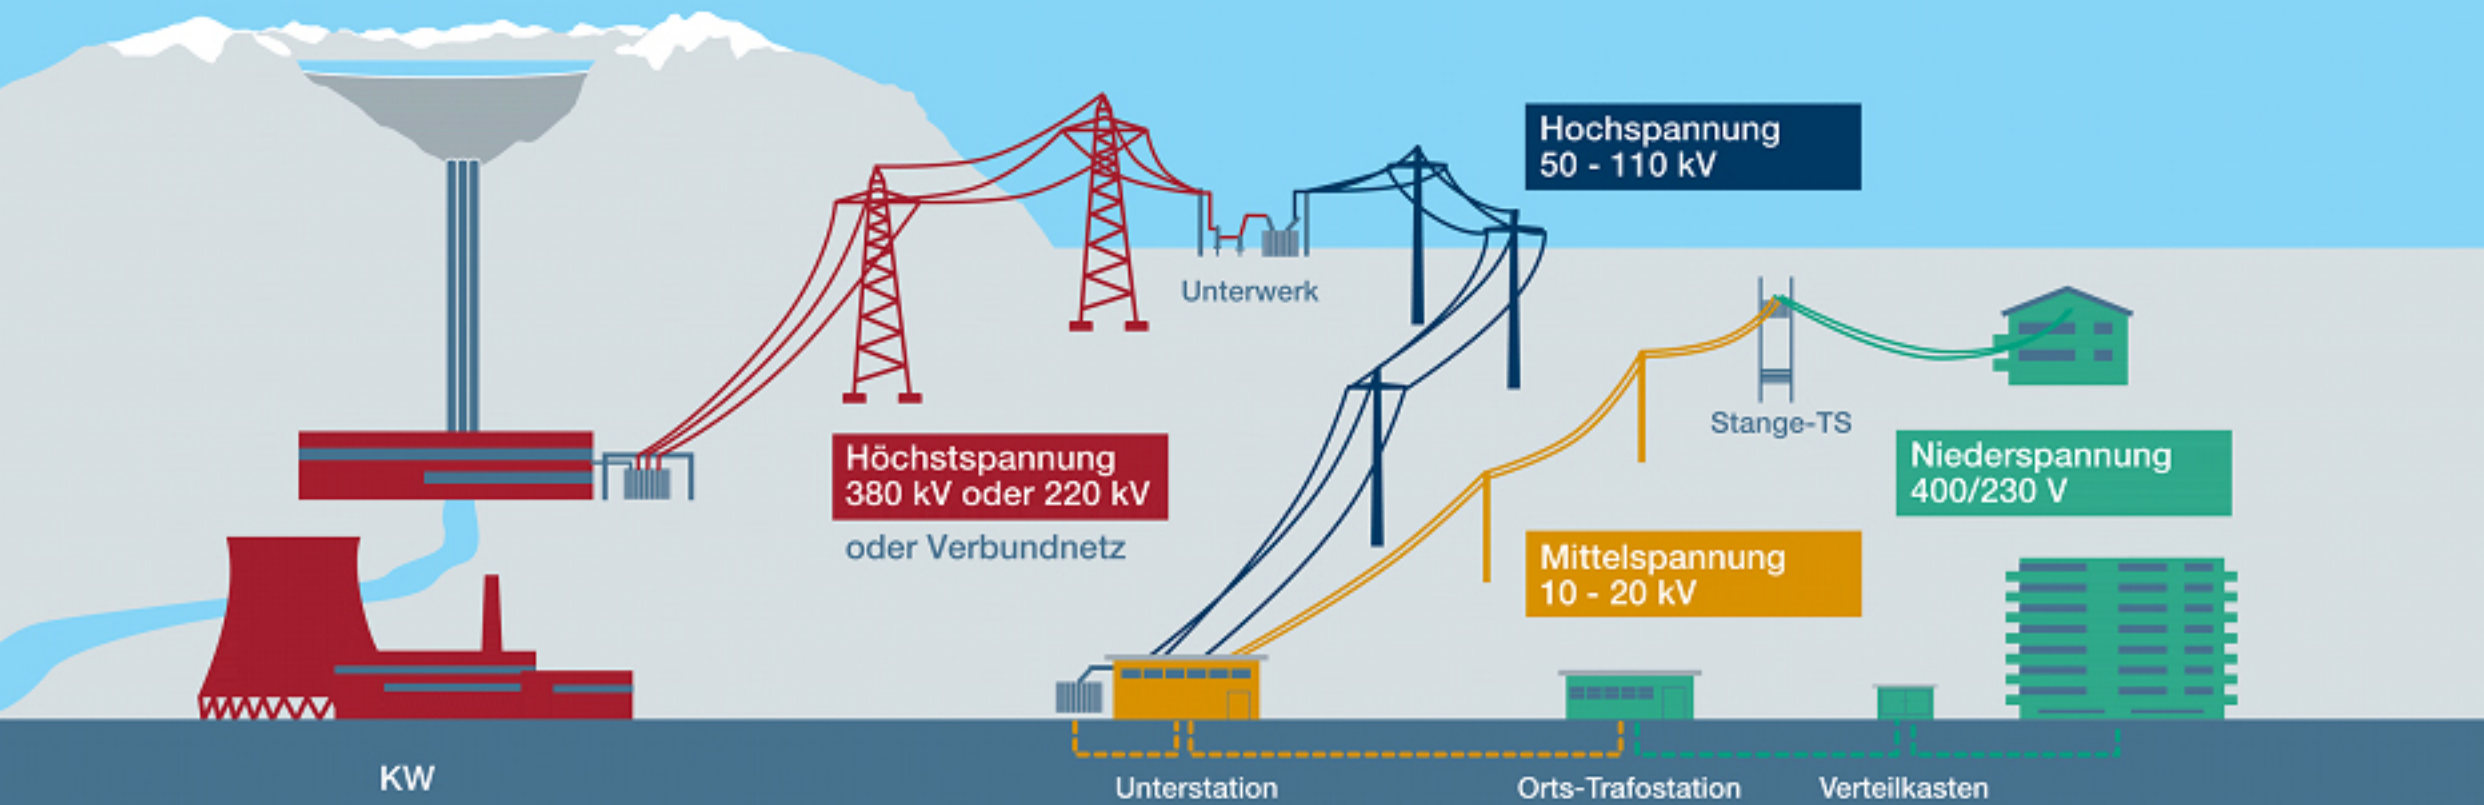 Hochspannung
50 - 110 kV
Unterwerk
Stange-TS
Höchstspannung
380 kV oder 220 kV
oder Verbundnetz
Niederspannung
400/230 V
Mittelspannung
10 - 20 kV
KW
Unterstation
Orts-Trafostation
Verteilkasten